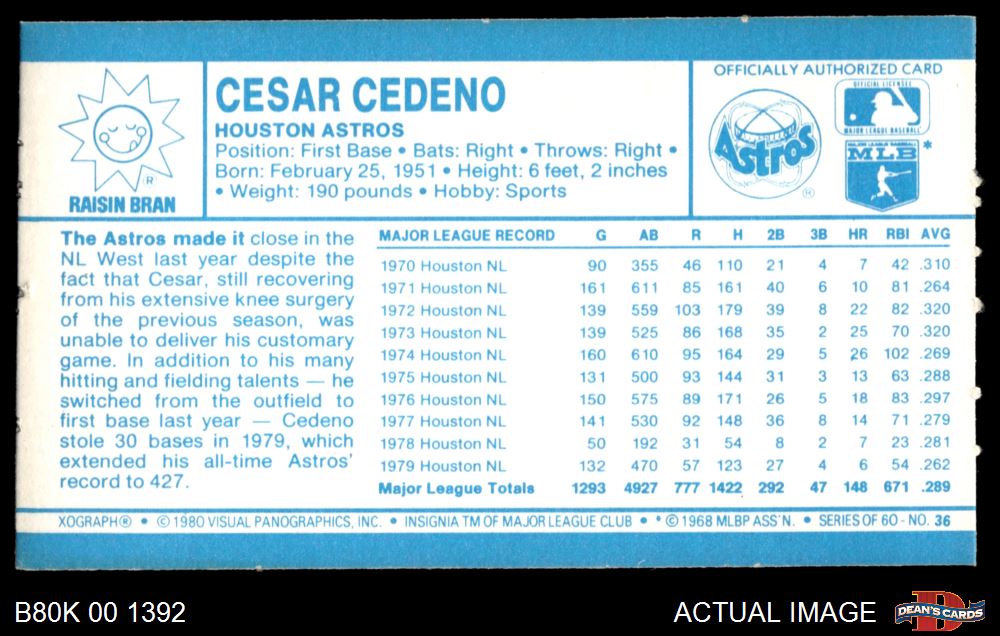 RAISIN BRAN
®
CESAR CEDENO
HOUSTON ASTROS
Position: First Base • Bats: Right • Throws: Right •
Born: February 25, 1951 • Height: 6 feet, 2 inches
• Weight: 190 pounds • Hobby: Sports
OFFICIALLY AUTHORIZED CARD
Astros
®
OFFICIAL LICENSEE
MAJOR LEAGUE BASEBALL
MAJOR LEAGUE BASEBALL
MLB *
The Astros made it close in the
NL West last year despite the
fact that Cesar, still recovering
from his extensive knee surgery
of the previous season, was
unable to deliver his customary
game. In addition to his many
hitting and fielding talents — he
switched from the outfield to
first base last year — Cedeno
stole 30 bases in 1979, which
extended his all-time Astros'
record to 427.
MAJOR LEAGUE RECORD G AB R H 2B 3B HR RBI AVG
1970 Houston NL 90 355 46 110 21 4 7 42 .310
1971 Houston NL 161 611 85 161 40 6 10 81 .264
1972 Houston NL 139 559 103 179 39 8 22 82 .320
1973 Houston NL 139 525 86 168 35 2 25 70 .320
1974 Houston NL 160 610 95 164 29 5 26 102 .269
1975 Houston NL 131 500 93 144 31 3 13 63 .288
1976 Houston NL 150 575 89 171 26 5 18 83 .297
1977 Houston NL 141 530 92 148 36 8 14 71 .279
1978 Houston NL 50 192 31 54 8 2 7 23 .281
1979 Houston NL 132 470 57 123 27 4 6 54 .262
Major League Totals 1293 4927 777 1422 292 47 148 671 .289
XOGRAPH® • © 1980 VISUAL PANOGRAPHICS, INC. • INSIGNIA TM OF MAJOR LEAGUE CLUB • * © 1968 MLBP ASS'N. • SERIES OF 60 - NO. 36
B80K 00 1392
ACTUAL IMAGE
DEAN'S CARDS